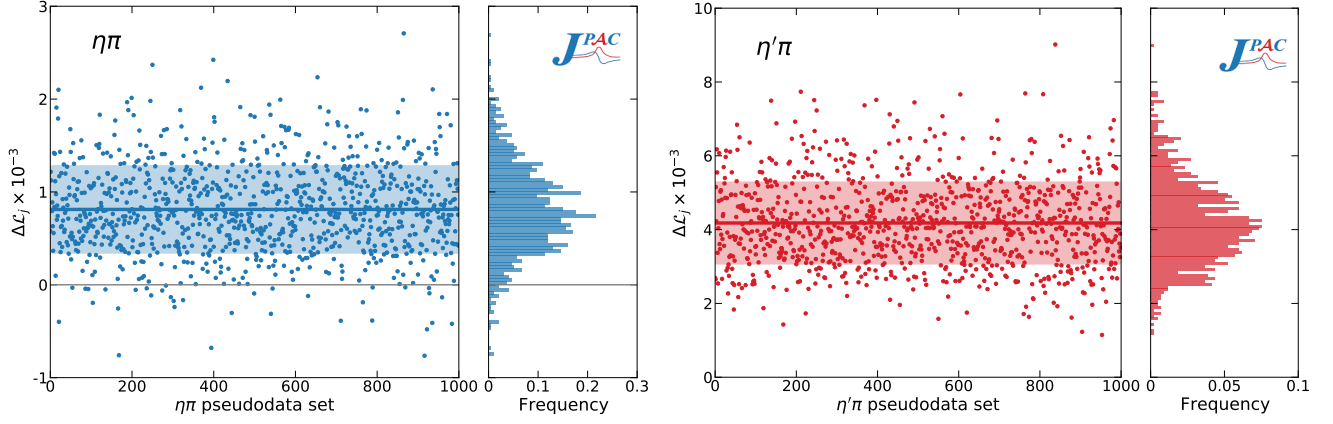 3
2
1
0
-1
Δℒⱼ × 10⁻³
ηπ
0 200 400 600 800 1000
ηπ pseudodata set
JPAC
0 0.1 0.2 0.3
Frequency
10
8
6
4
2
0
Δℒⱼ × 10⁻³
η′π
0 200 400 600 800 1000
η′π pseudodata set
JPAC
0 0.05 0.1
Frequency